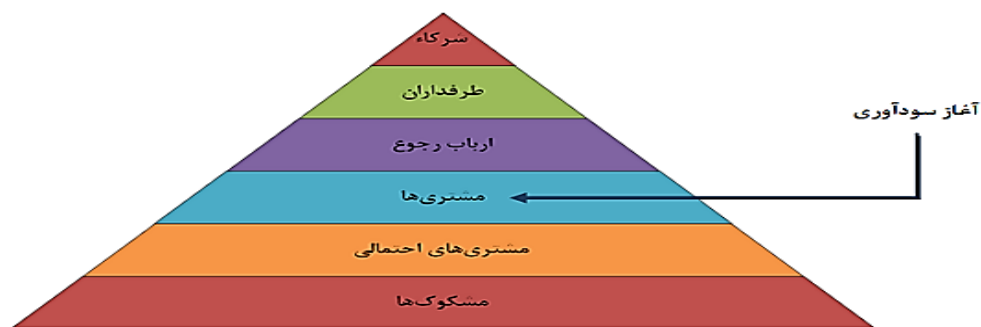 شرکاء
طرفداران
آغاز سودآوری
ارباب رجوع
مشتری‌ها
مشتری‌های احتمالی
مشکوک‌ها